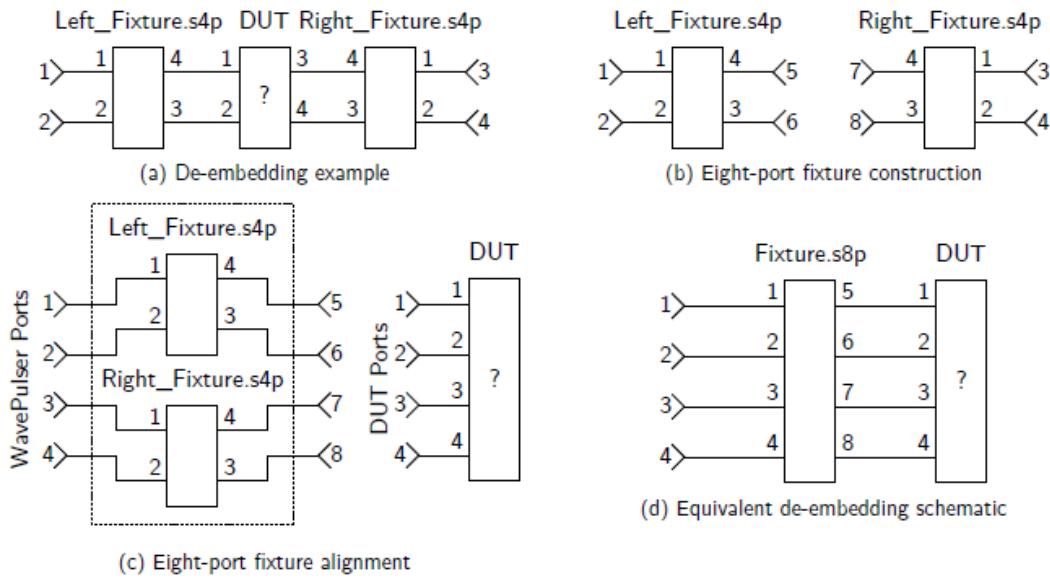 Left_Fixture.s4p DUT Right_Fixture.s4p
1 1 4 1 3 4 1 3
?
2 2 3 2 4 3 2 4
(a) De-embedding example
Left_Fixture.s4p Right_Fixture.s4p
1 1 4 5 7 4 1 3
2 2 3 6 8 3 2 4
(b) Eight-port fixture construction
WavePulser Ports
Left_Fixture.s4p
1 1 4 5
2 2 3 6
Right_Fixture.s4p
3 1 4 7
4 2 3 8
DUT Ports
DUT
1 1
2 2
?
3 3
4 4
(c) Eight-port fixture alignment
Fixture.s8p DUT
1 1 5 1
2 2 6 2
?
3 3 7 3
4 4 8 4
(d) Equivalent de-embedding schematic